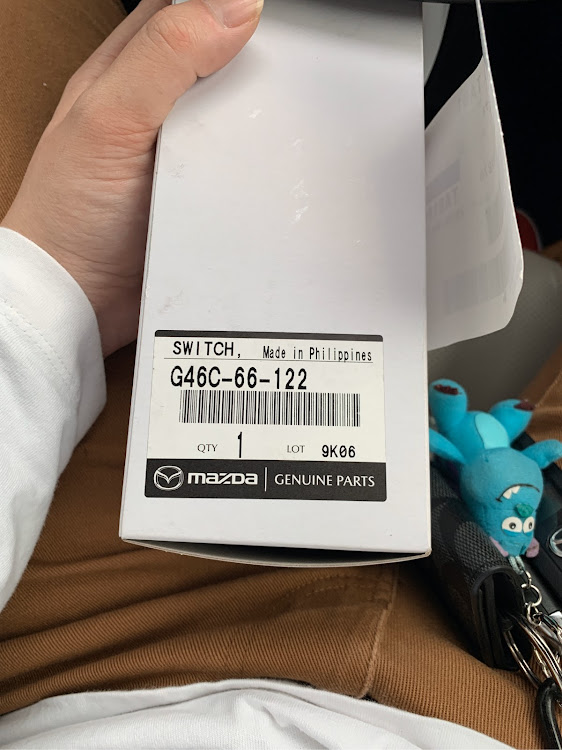 SWITCH, Made in Philippines
G46C-66-122
QTY 1 LOT 9K06
mazda GENUINE PARTS